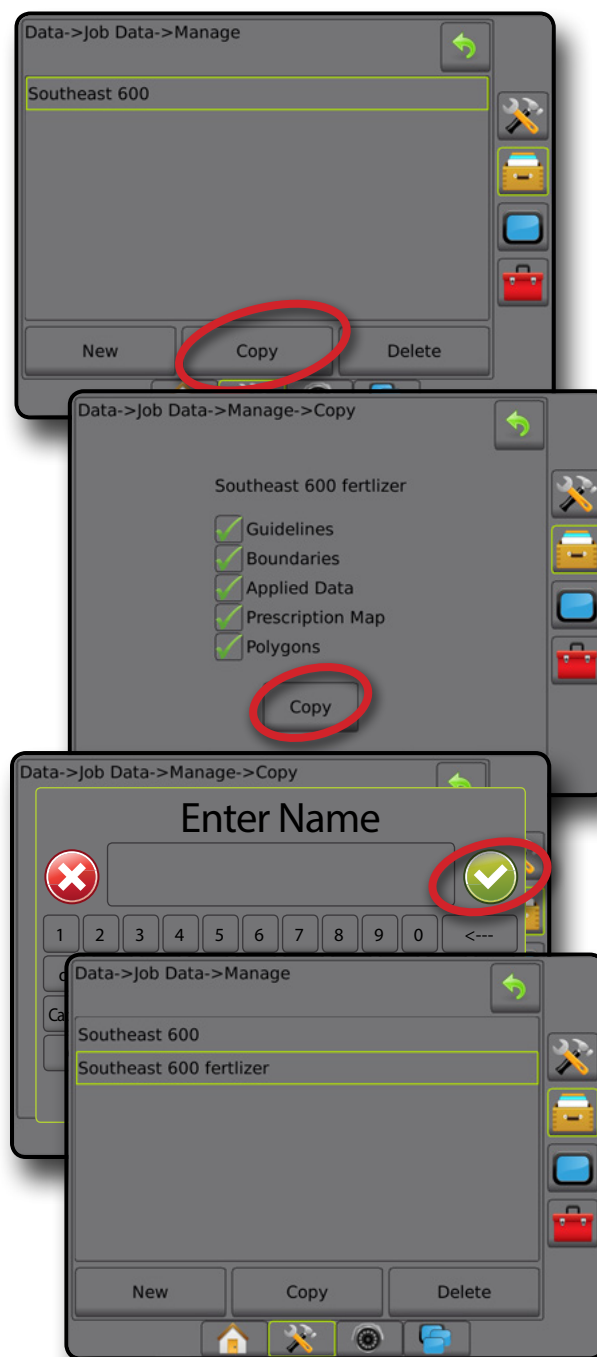 Data->Job Data->Manage
Southeast 600
New Copy Delete
Data->Job Data->Manage->Copy
Southeast 600 fertlizer
Guidelines
Boundaries
Applied Data
Prescription Map
Polygons
Copy
Data->Job Data->Manage->Copy
Enter Name
1 2 3 4 5 6 7 8 9 0 <---
Ca
Data->Job Data->Manage
Southeast 600
Southeast 600 fertlizer
New Copy Delete